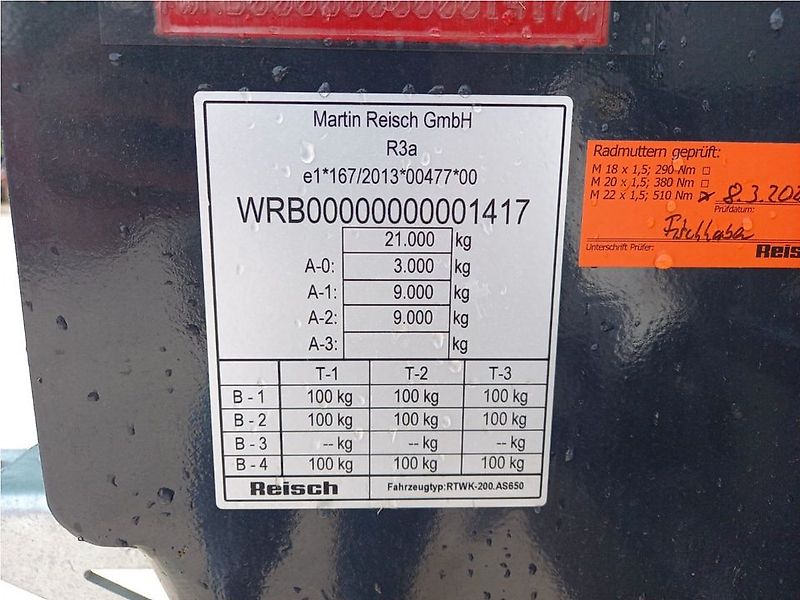 Martin Reisch GmbH
R3a
e1*167/2013*00477*00
WRB00000000001417
21.000 kg
A-0: 3.000 kg
A-1: 9.000 kg
A-2: 9.000 kg
A-3: kg
T-1 T-2 T-3
B - 1 100 kg 100 kg 100 kg
B - 2 100 kg 100 kg 100 kg
B - 3 -- kg -- kg -- kg
B - 4 100 kg 100 kg 100 kg
Reisch Fahrzeugtyp:RTWK-200.AS650
Radmuttern geprüft:
M 18 x 1,5; 290 Nm □
M 20 x 1,5; 380 Nm □
M 22 x 1,5; 510 Nm 8.3.202
Prüfdatum:
Unterschrift Prüfer: Reis